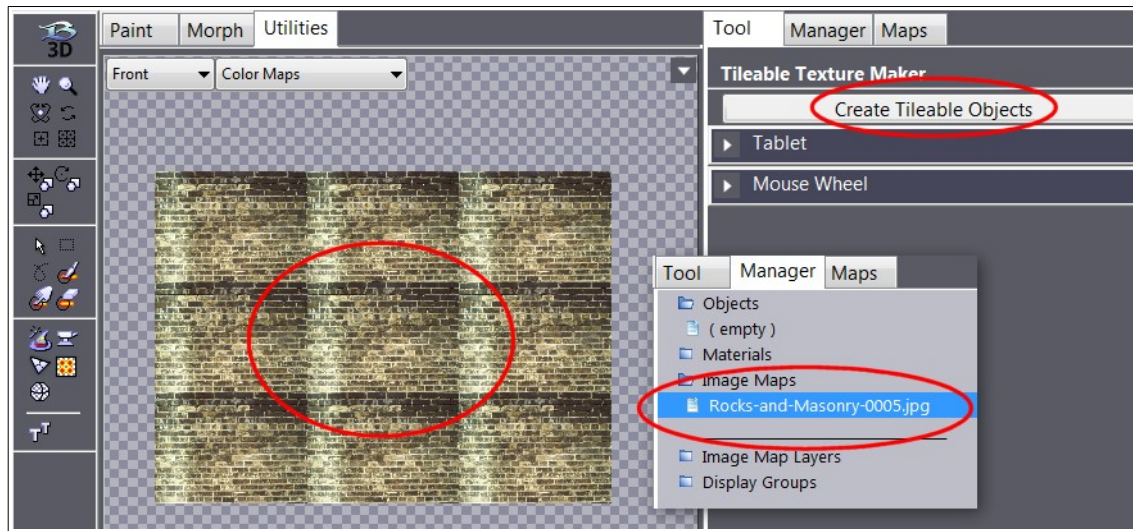 3D
Paint Morph Utilities
Front Color Maps
Tool Manager Maps
Tileable Texture Maker
Create Tileable Objects
Tablet
Mouse Wheel
Tool Manager Maps
Objects
( empty )
Materials
Image Maps
Rocks-and-Masonry-0005.jpg
Image Map Layers
Display Groups
TT